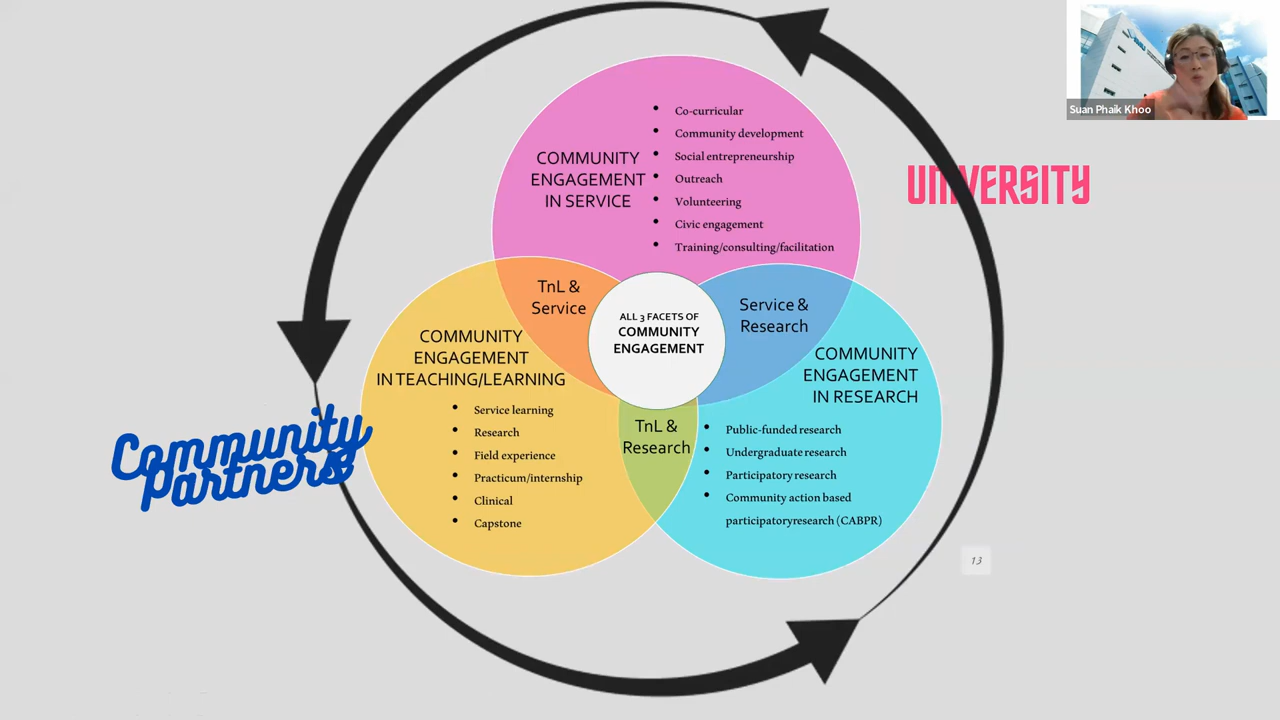 Suan Phaik Khoo
UNIVERSITY
COMMUNITY
ENGAGEMENT
IN SERVICE
• Co-curricular
• Community development
• Social entrepreneurship
• Outreach
• Volunteering
• Civic engagement
• Training/consulting/facilitation
TnL &
Service
ALL 3 FACETS OF
COMMUNITY
ENGAGEMENT
Service &
Research
COMMUNITY
ENGAGEMENT
IN TEACHING/LEARNING
• Service learning
• Research
• Field experience
• Practicum/internship
• Clinical
• Capstone
TnL &
Research
COMMUNITY
ENGAGEMENT
IN RESEARCH
• Public-funded research
• Undergraduate research
• Participatory research
• Community action based
participatory research (CABPR)
Community
Partners
13